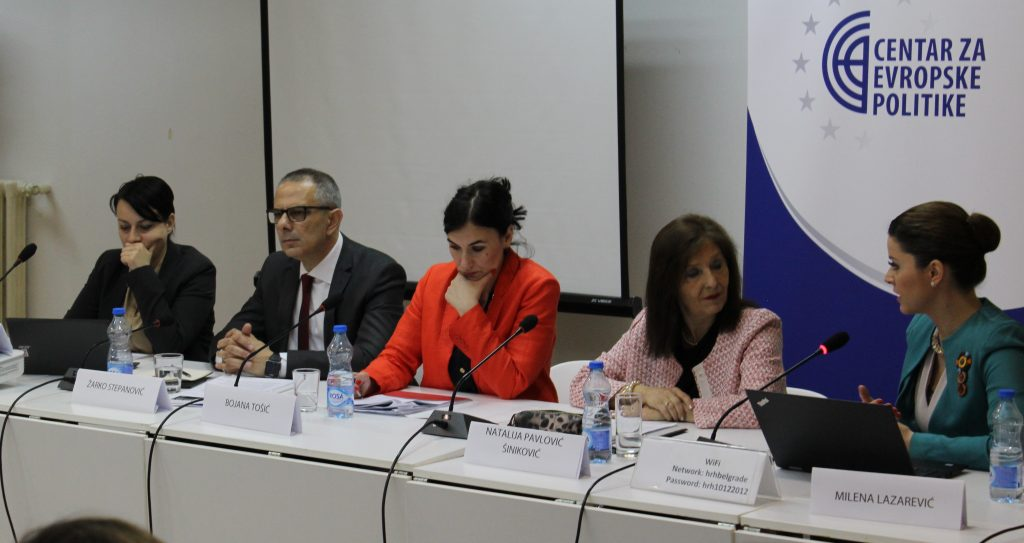 CENTAR ZA
EVROPSKE
POLITIKE
ŽARKO STEPANOVIĆ
BOJANA TOŠIĆ
ROSA
NATALIJA PAVLOVIĆ
ŠINIKOVIĆ
WiFi
Network: hrhbelgrade
Password: hrh10122012
MILENA LAZAREVIĆ